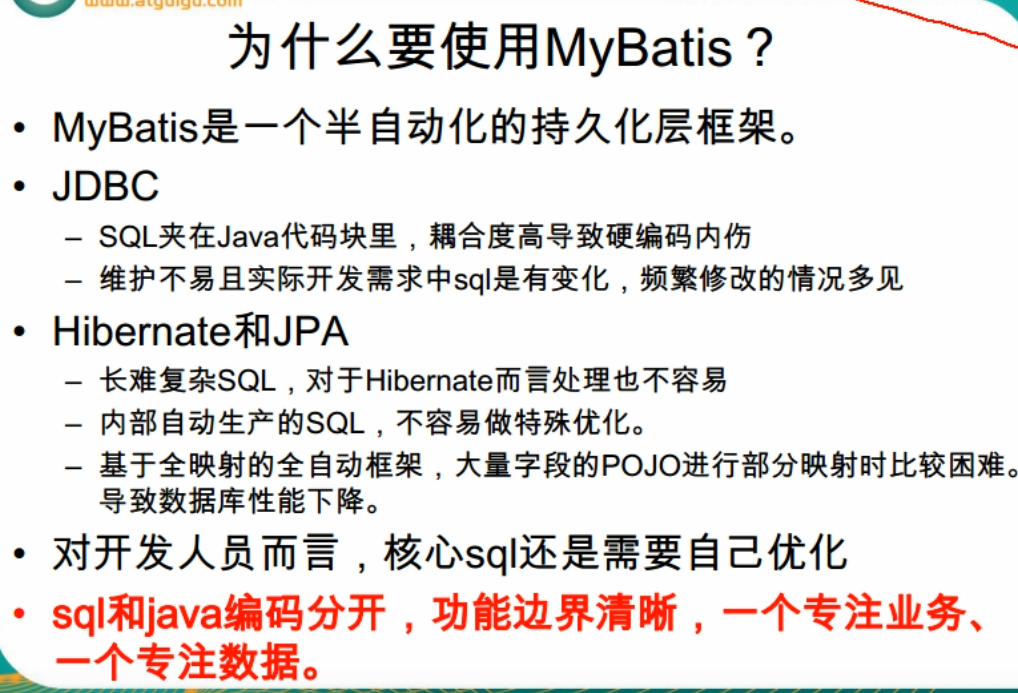 www.atguigu.com
为什么要使用MyBatis？
• MyBatis是一个半自动化的持久化层框架。
• JDBC
– SQL夹在Java代码块里，耦合度高导致硬编码内伤
– 维护不易且实际开发需求中sql是有变化，频繁修改的情况多见
• Hibernate和JPA
– 长难复杂SQL，对于Hibernate而言处理也不容易
– 内部自动生产的SQL，不容易做特殊优化。
– 基于全映射的全自动框架，大量字段的POJO进行部分映射时比较困难。
导致数据库性能下降。
• 对开发人员而言，核心sql还是需要自己优化
• sql和java编码分开，功能边界清晰，一个专注业务、
一个专注数据。